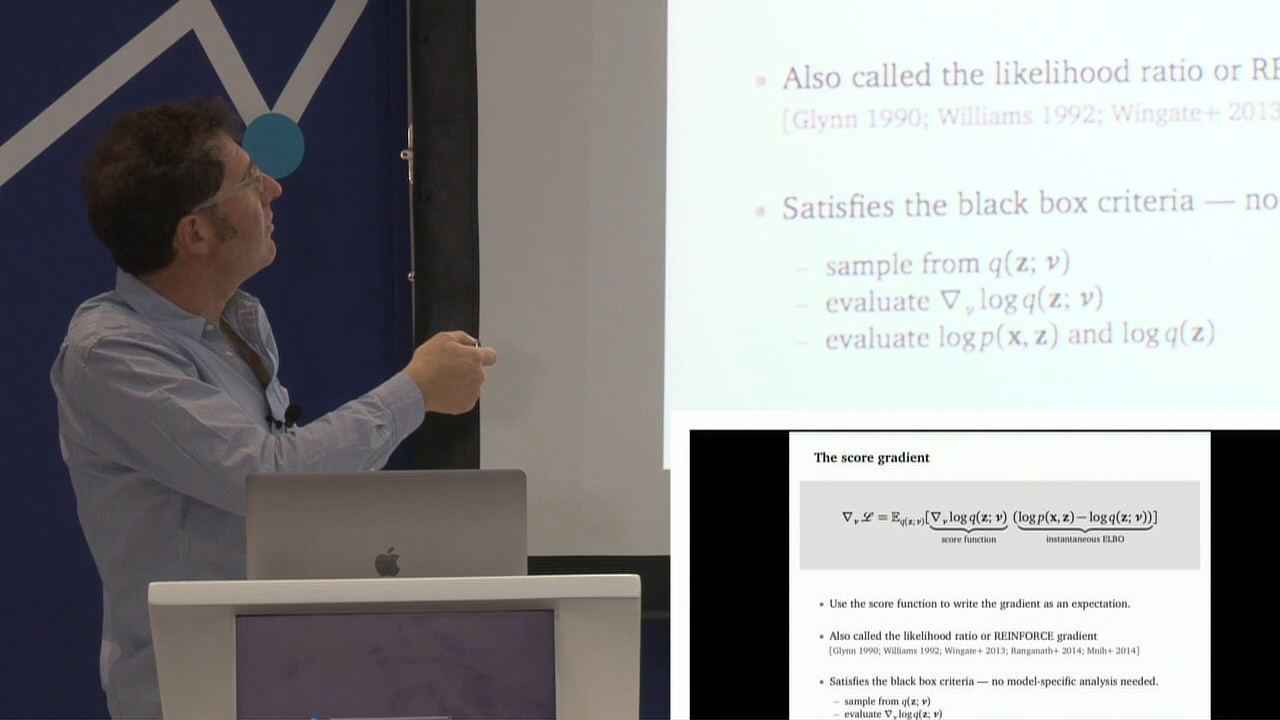 Also called the likelihood ratio or RE
[Glynn 1990; Williams 1992; Wingate+ 2013
Satisfies the black box criteria — no
– sample from q(z; ν)
– evaluate ∇ν log q(z; ν)
– evaluate log p(x, z) and log q(z)
The score gradient
∇ν ℒ = 𝔼q(z;ν)[∇ν log q(z; ν) (log p(x, z) − log q(z; ν))]
score function instantaneous ELBO
• Use the score function to write the gradient as an expectation.
• Also called the likelihood ratio or REINFORCE gradient
[Glynn 1990; Williams 1992; Wingate+ 2013; Ranganath+ 2014; Mnih+ 2014]
• Satisfies the black box criteria — no model-specific analysis needed.
– sample from q(z; ν)
– evaluate ∇ν log q(z; ν)